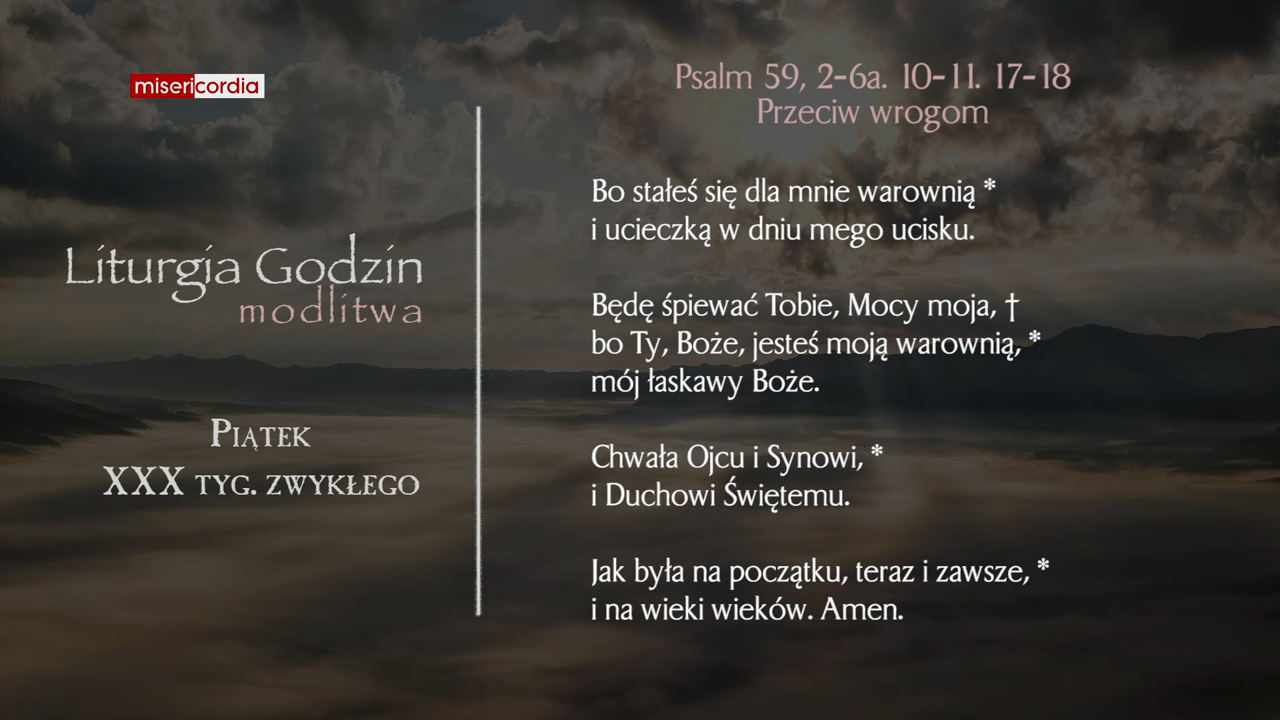 misericordia
Liturgia Godzin
modlitwa
Piątek
XXX tyg. zwykłego
Psalm 59, 2-6a. 10-11. 17-18
Przeciw wrogom
Bo stałeś się dla mnie warownią *
i ucieczką w dniu mego ucisku.
Będę śpiewać Tobie, Mocy moja, †
bo Ty, Boże, jesteś moją warownią, *
mój łaskawy Boże.
Chwała Ojcu i Synowi, *
i Duchowi Świętemu.
Jak była na początku, teraz i zawsze, *
i na wieki wieków. Amen.